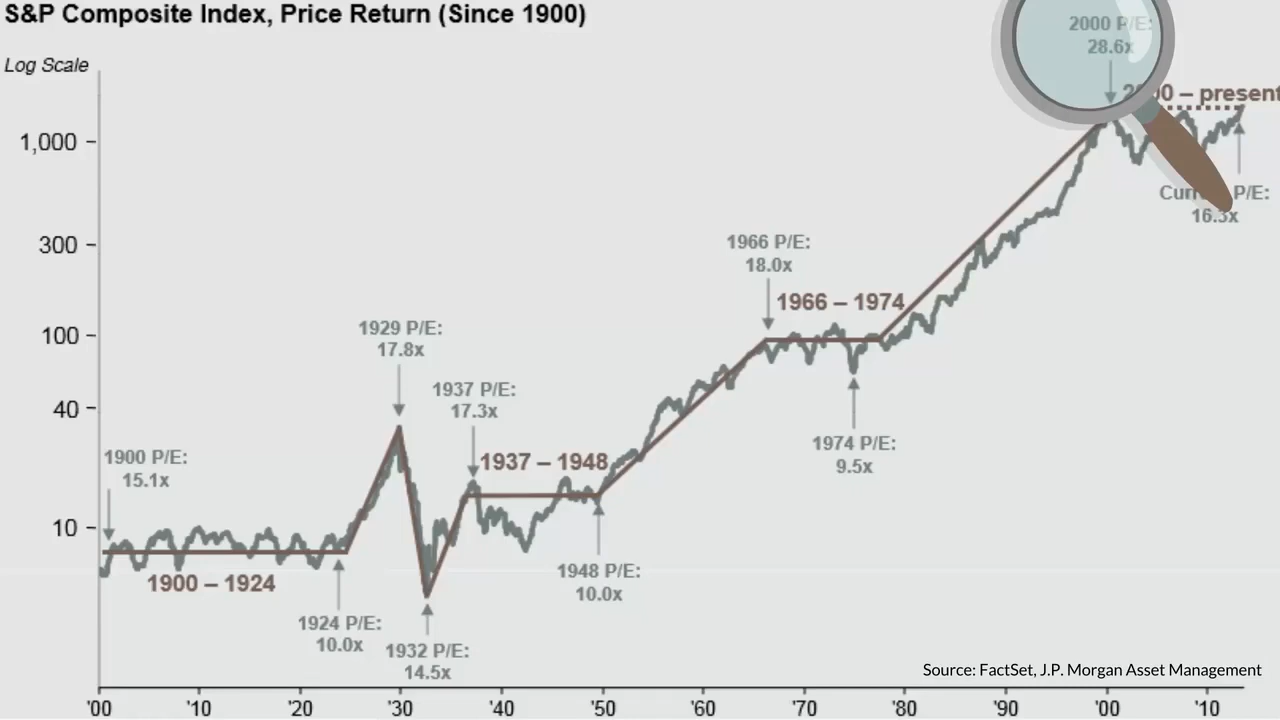 S&P Composite Index, Price Return (Since 1900)
Log Scale
2000 P/E:
28.6x
2000 – present
1,000
300
100
40
10
Current P/E:
16.3x
1966 P/E:
18.0x
1966 – 1974
1929 P/E:
17.8x
1937 P/E:
17.3x
1974 P/E:
9.5x
1900 P/E:
15.1x
1937 – 1948
1948 P/E:
10.0x
1900 – 1924
1924 P/E:
10.0x
1932 P/E:
14.5x
Source: FactSet, J.P. Morgan Asset Management
'00 '10 '20 '30 '40 '50 '60 '70 '80 '90 '00 '10